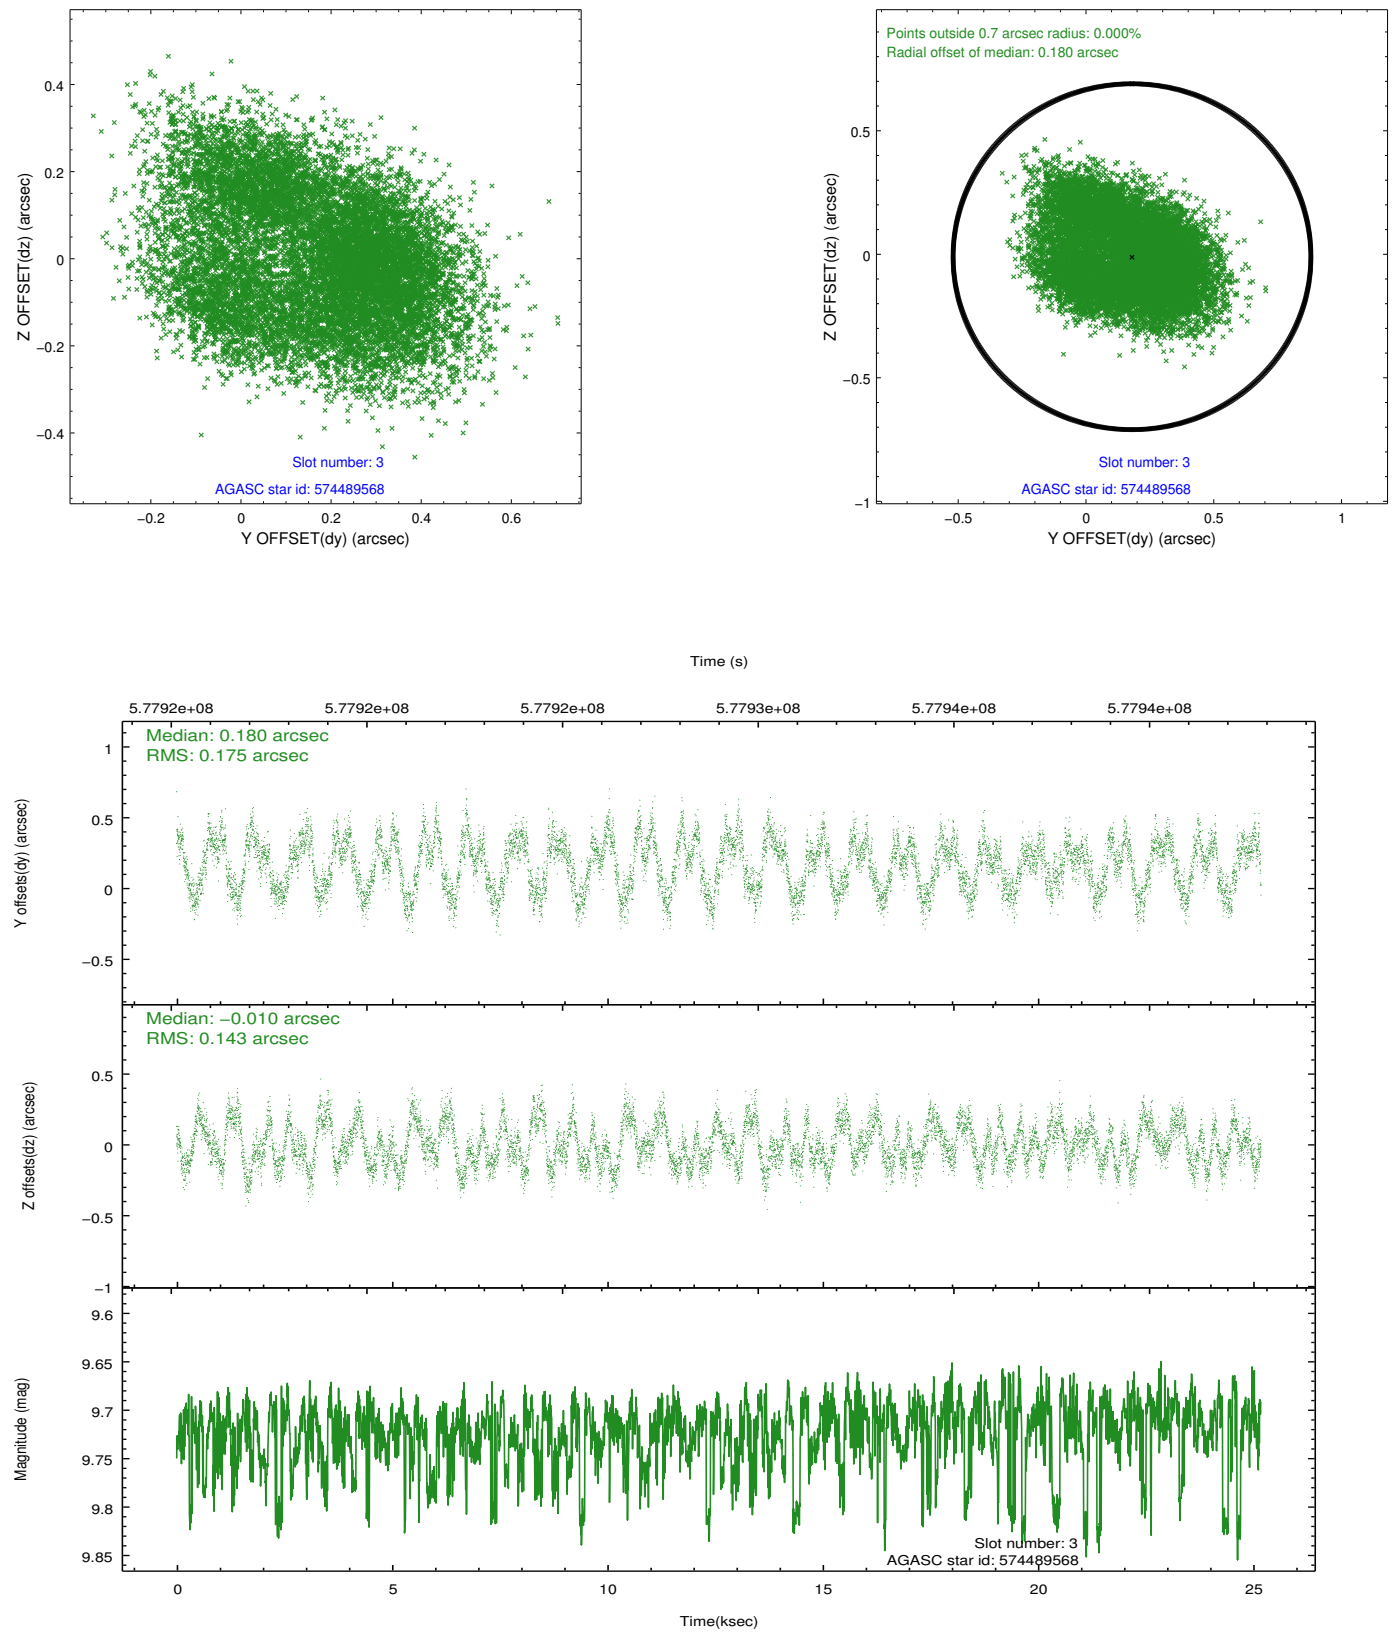 0.4
0.2
0
−0.2
−0.4
Z OFFSET(dz) (arcsec)
Slot number: 3
AGASC star id: 574489568
−0.2 0 0.2 0.4 0.6
Y OFFSET(dy) (arcsec)
Points outside 0.7 arcsec radius: 0.000%
Radial offset of median: 0.180 arcsec
0.5
0
−0.5
−1
Z OFFSET(dz) (arcsec)
Slot number: 3
AGASC star id: 574489568
−0.5 0 0.5 1
Y OFFSET(dy) (arcsec)
Time (s)
5.7792e+08 5.7792e+08 5.7792e+08 5.7793e+08 5.7794e+08 5.7794e+08
Median: 0.180 arcsec
RMS: 0.175 arcsec
1
0.5
0
−0.5
Y offsets(dy) (arcsec)
Median: −0.010 arcsec
RMS: 0.143 arcsec
0.5
0
−0.5
−1
Z offsets(dz) (arcsec)
9.6
9.65
9.7
9.75
9.8
9.85
Magnitude (mag)
Slot number: 3
AGASC star id: 574489568
0 5 10 15 20 25
Time(ksec)